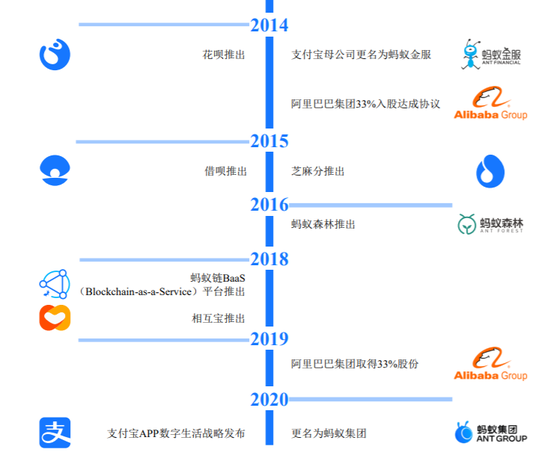 2014
花呗推出
支付宝母公司更名为蚂蚁金服
蚂蚁金服
ANT FINANCIAL
阿里巴巴集团33%入股达成协议
Alibaba Group
2015
借呗推出
芝麻分推出
2016
蚂蚁森林推出
蚂蚁森林
ANT FOREST
2018
蚂蚁链BaaS
（Blockchain-as-a-Service）平台推出
相互宝推出
2019
阿里巴巴集团取得33%股份
Alibaba Group
2020
支
支付宝APP数字生活战略发布
更名为蚂蚁集团
蚂蚁集团
ANT GROUP